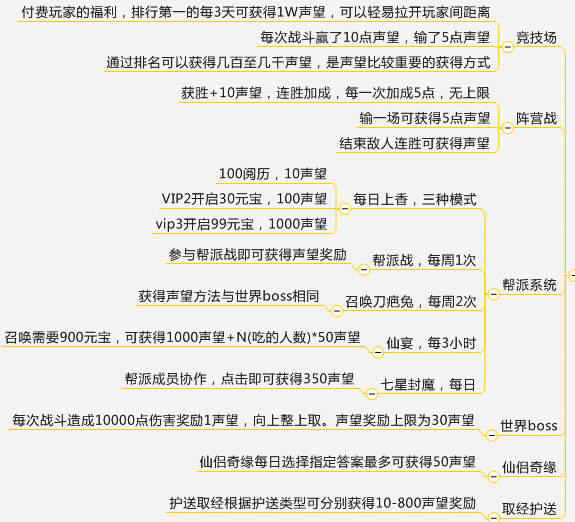 付费玩家的福利，排行第一的每3天可获得1W声望，可以轻易拉开玩家间距离
每次战斗赢了10点声望，输了5点声望
竞技场
通过排名可以获得几百至几千声望，是声望比较重要的获得方式
获胜+10声望，连胜加成，每一次加成5点，无上限
输一场可获得5点声望
阵营战
结束敌人连胜可获得声望
100阅历，10声望
VIP2开启30元宝，100声望
每日上香，三种模式
vip3开启99元宝，1000声望
参与帮派战即可获得声望奖励
帮派战，每周1次
帮派系统
获得声望方法与世界boss相同
召唤刀疤兔，每周2次
召唤需要900元宝，可获得1000声望+N(吃的人数)*50声望
仙宴，每3小时
帮派成员协作，点击即可获得350声望
七星封魔，每日
每次战斗造成10000点伤害奖励1声望，向上整上取。声望奖励上限为30声望
世界boss
仙侣奇缘每日选择指定答案最多可获得50声望
仙侣奇缘
护送取经根据护送类型可分别获得10-800声望奖励
取经护送